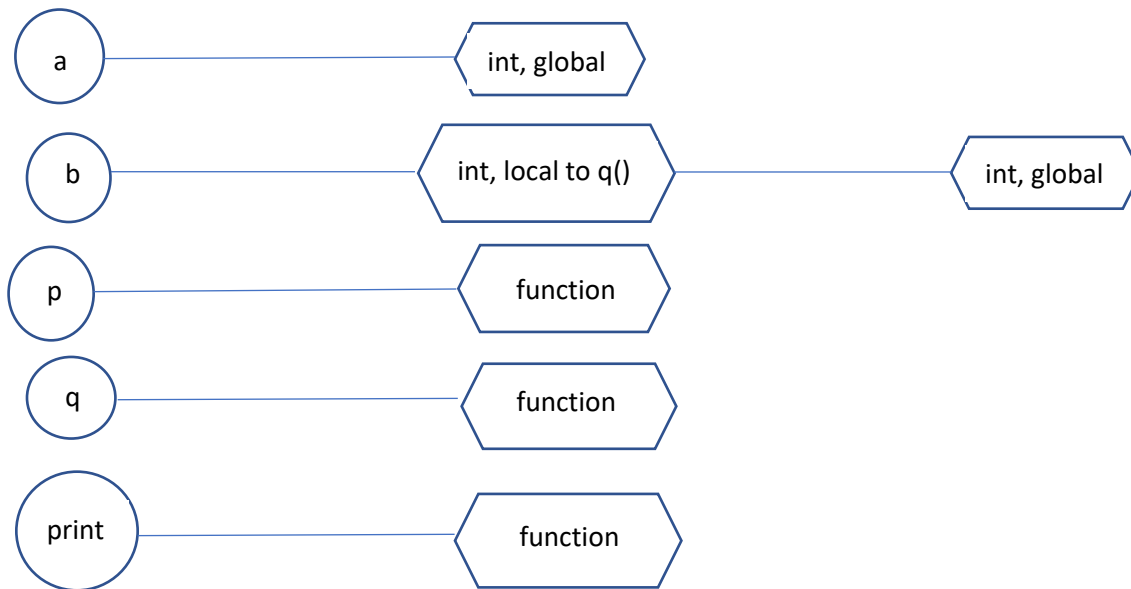 a int, global
b int, local to q() int, global
p function
q function
print function